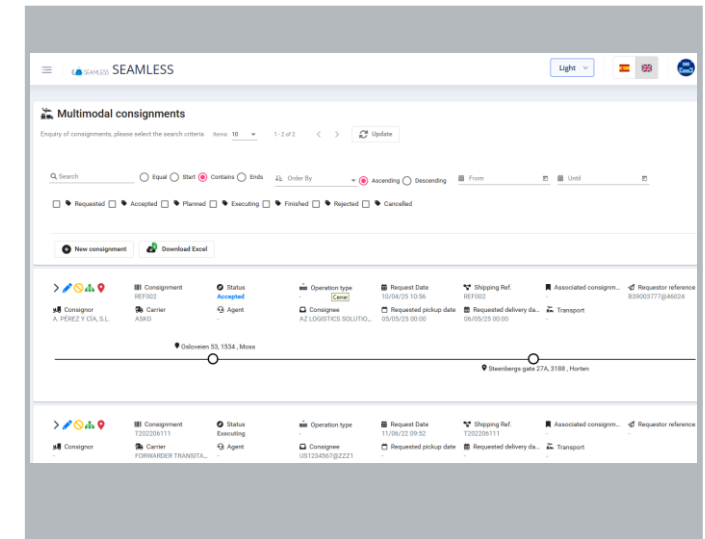 SEAMLESS SEAMLESS Light
Multimodal consignments
Enquiry of consignments, please select the search criteria Items 10 1 - 2 of 2 Update
Search Equal Start Contains Ends Order By Ascending Descending From Until
Requested Accepted Planned Executing Finished Rejected Cancelled
New consignment Download Excel
Consignment Status Operation type Request Date Shipping Ref. Associated consignm... Requestor reference
REF002 Accepted - 10/04/25 10:56 REF002 - 839003777@46024
Consignor Carrier Agent Consignee Requested pickup date Requested delivery da... Transport
A. PÉREZ Y CÍA, S.L. ASKO - AZ LOGISTICS SOLUTIO... 05/05/25 00:00 06/05/25 00:00 -
Osloveien 53, 1534 , Moss
Steenbergs gate 27A, 3188 , Horten
Consignment Status Operation type Request Date Shipping Ref. Associated consignm... Requestor reference
T202206111 Executing - 11/06/22 09:52 T202206111 - -
Consignor Carrier Agent Consignee Requested pickup date Requested delivery da... Transport
- FORWARDER TRANSITA... - US1234567@ZZZ1 - - -